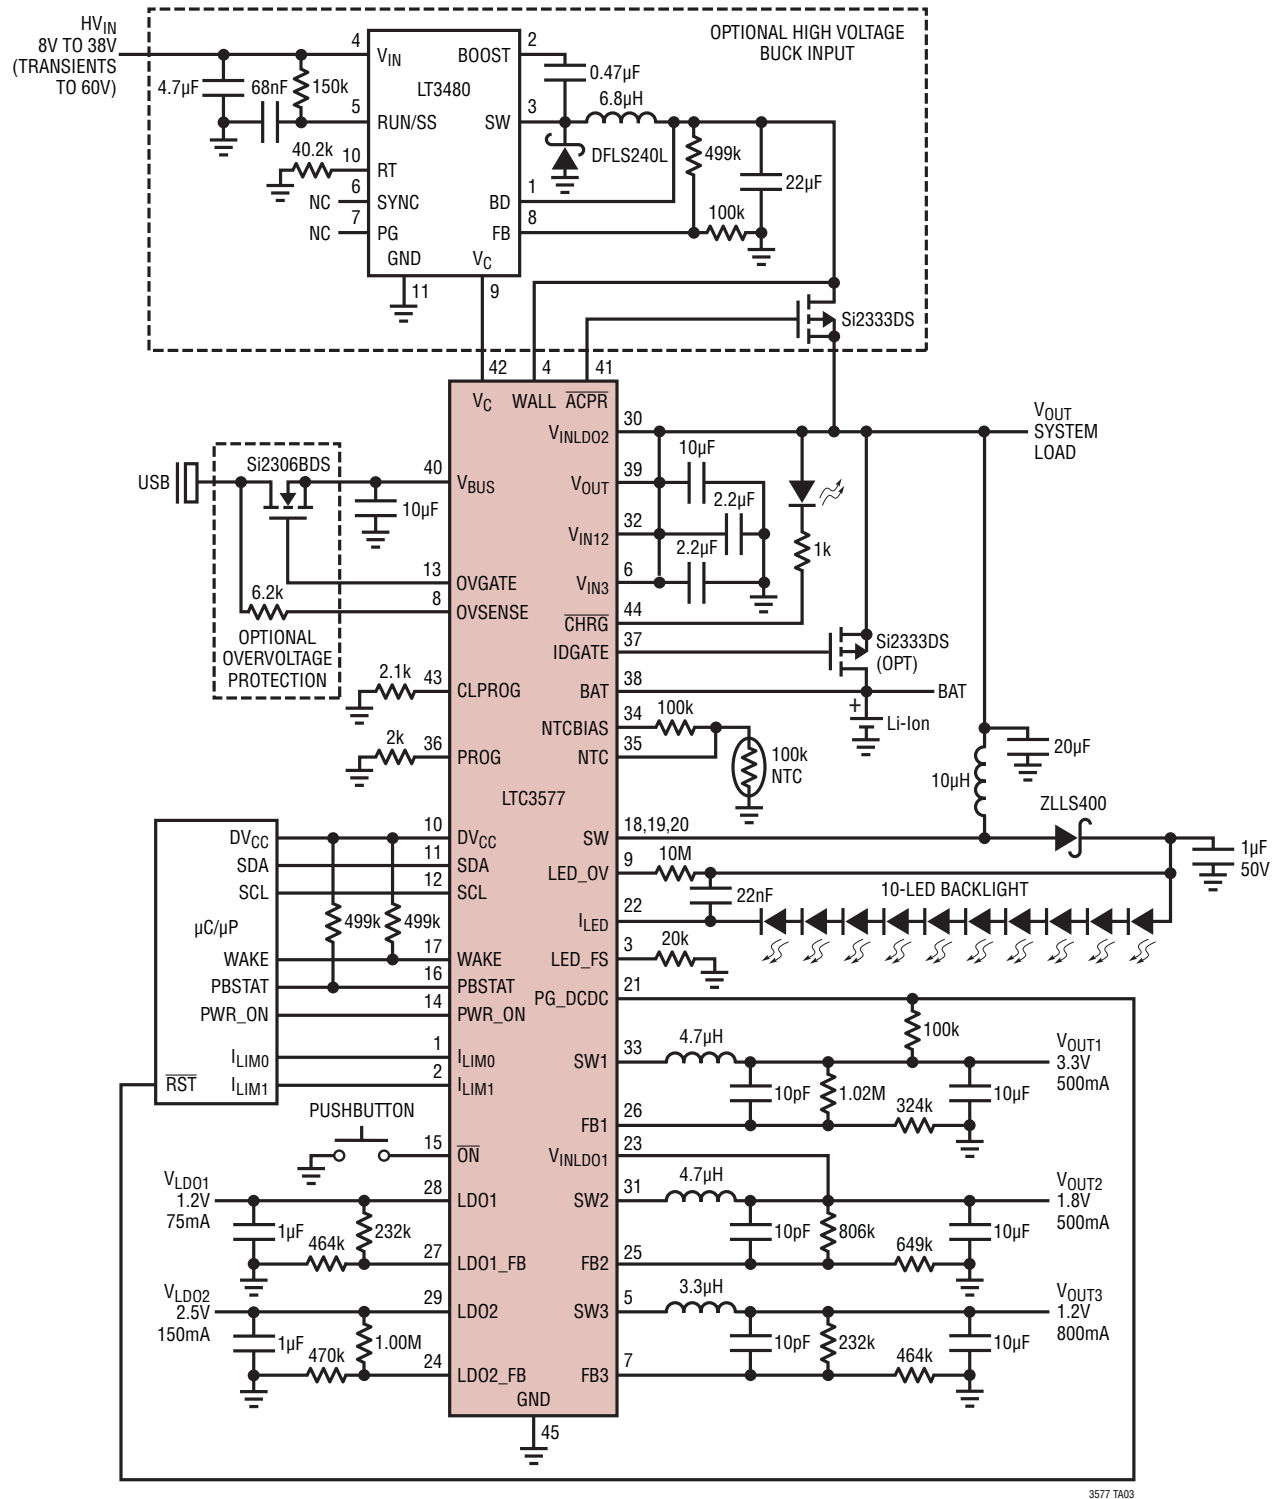 HVIN
8V TO 38V
(TRANSIENTS
TO 60V)
OPTIONAL HIGH VOLTAGE
BUCK INPUT
4.7µF
68nF
150k
40.2k
NC
NC
4
5
10
6
7
VIN
RUN/SS
RT
SYNC
PG
GND
LT3480
BOOST
SW
BD
FB
VC
2
3
1
8
11
9
0.47µF
6.8µH
DFLS240L
499k
22µF
100k
Si2333DS
42
4
41
VC
WALL
ACPR
USB
Si2306BDS
10µF
6.2k
OPTIONAL
OVERVOLTAGE
PROTECTION
40
VBUS
13
OVGATE
8
OVSENSE
2.1k
43
CLPROG
2k
36
PROG
LTC3577
30
VINLDO2
39
VOUT
32
VIN12
6
VIN3
44
CHRG
37
IDGATE
38
BAT
34
NTCBIAS
35
NTC
10µF
2.2µF
2.2µF
1k
VOUT
SYSTEM
LOAD
Si2333DS
(OPT)
BAT
+
Li-Ion
100k
100k
NTC
20µF
10µH
ZLLS400
1µF
50V
18,19,20
SW
9
LED_OV
10M
22nF
10-LED BACKLIGHT
22
ILED
3
LED_FS
20k
21
PG_DCDC
100k
µC/µP
DVCC
SDA
SCL
WAKE
PBSTAT
PWR_ON
ILIM0
ILIM1
RST
499k
499k
10
DVCC
11
SDA
12
SCL
17
WAKE
16
PBSTAT
14
PWR_ON
1
ILIM0
2
ILIM1
PUSHBUTTON
15
ON
VLDO1
1.2V
75mA
1µF
464k
232k
28
LDO1
27
LDO1_FB
VLDO2
2.5V
150mA
1µF
470k
1.00M
29
LDO2
24
LDO2_FB
GND
45
33
SW1
4.7µH
10pF
1.02M
324k
10µF
VOUT1
3.3V
500mA
26
FB1
23
VINLDO1
31
SW2
4.7µH
10pF
806k
649k
10µF
VOUT2
1.8V
500mA
25
FB2
5
SW3
3.3µH
10pF
232k
464k
10µF
VOUT3
1.2V
800mA
7
FB3
3577 TA03